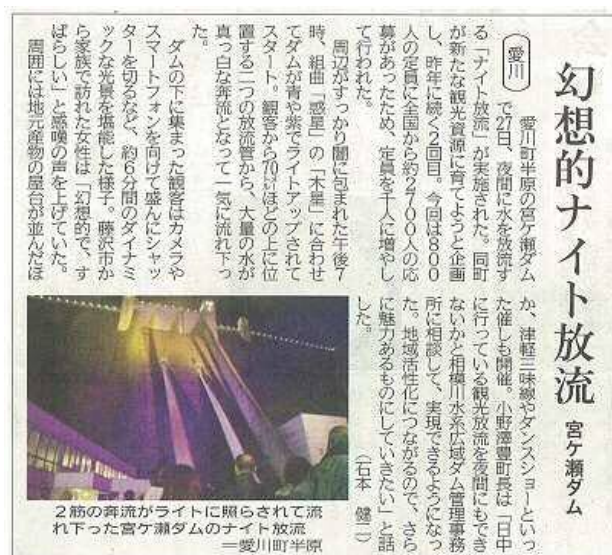 幻想的ナイト放流 宮ケ瀬ダム
愛川
愛川町半原の宮ケ瀬ダム
で27日、夜間に水を放流す
る「ナイト放流」が実施された。同町
が新たな観光資源に育てようと企画
し、昨年に続く2回目。今回は800
人の定員に全国から約2700人の応
募があったため、定員を千人に増やし
て行われた。
周辺がすっかり闇に包まれた午後7
時、組曲「惑星」の「木星」に合わせ
てダムが青や紫でライトアップされて
スタート。観客から70㍍ほどの上に位
置する二つの放流管から、大量の水が
真っ白な奔流となって一気に流れ下っ
た。
ダムの下に集まった観客はカメラや
スマートフォンを向けて盛んにシャッ
ターを切るなど、約6分間のダイナミ
ックな光景を堪能した様子。藤沢市か
ら家族で訪れた女性は「幻想的で、す
ばらしい」と感嘆の声を上げていた。
周囲には地元産物の屋台が並んだほ
か、津軽三味線やダンスショーといっ
た催しも開催。小野澤豊町長は「日中
に行っている観光放流を夜間にもでき
ないかと相模川水系広域ダム管理事務
所に相談して、実現できるようになっ
た。地域活性化につながるので、さら
に魅力あるものにしていきたい」と話
した。
(石本 健二)
2筋の奔流がライトに照らされて流
れ下った宮ケ瀬ダムのナイト放流
=愛川町半原